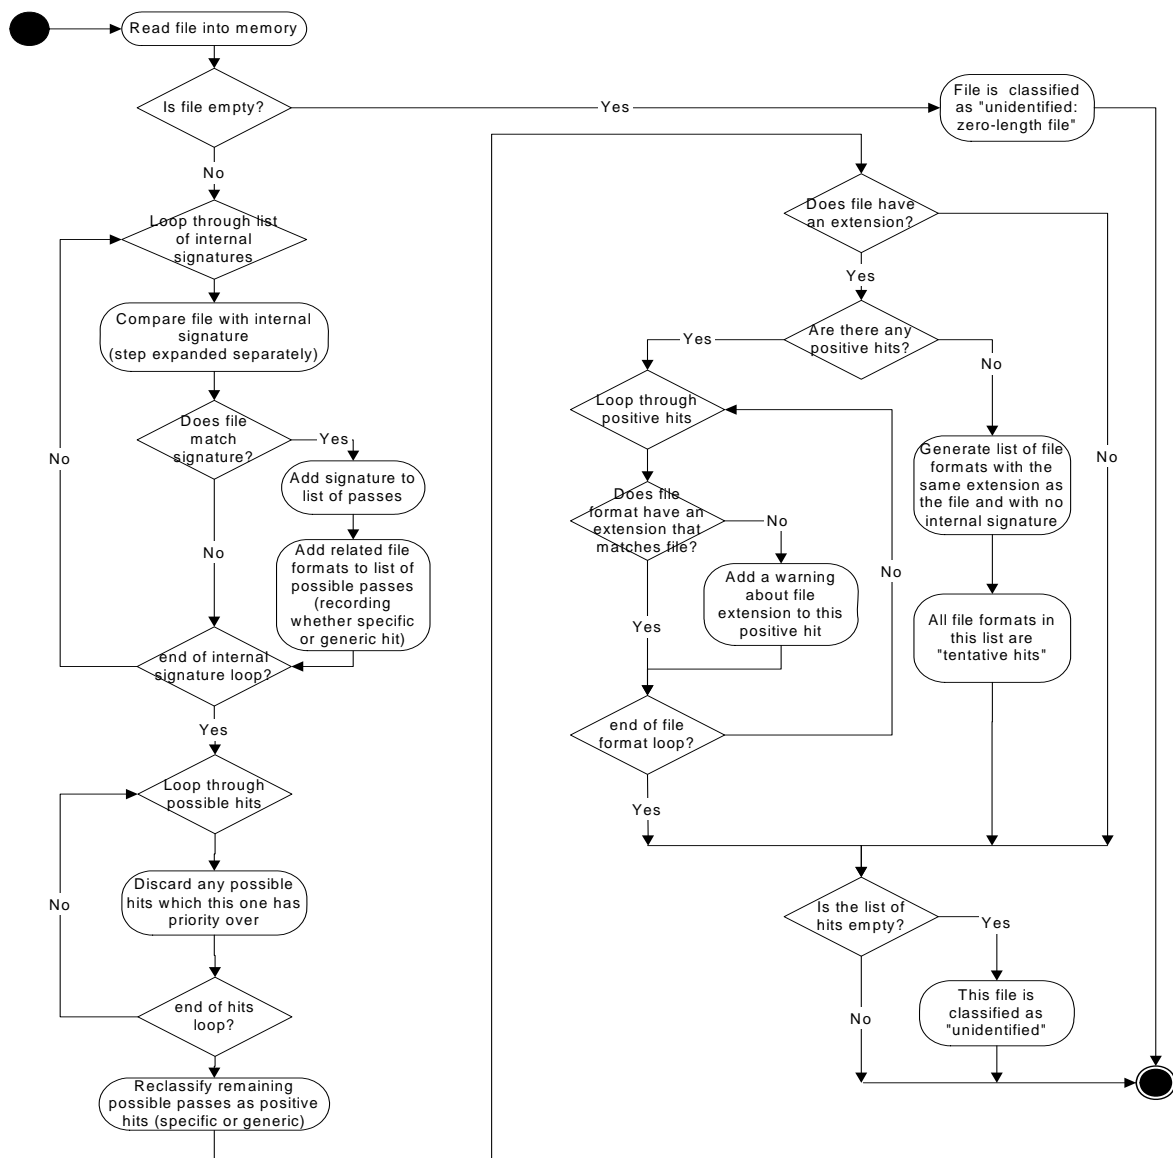 Read file into memory
Is file empty?
Yes
File is classified
as "unidentified:
zero-length file"
No
Loop through list
of internal
signatures
Compare file with internal
signature
(step expanded separately)
Does file
match
signature?
Yes
No
Add signature to
list of passes
No
Add related file
formats to list of
possible passes
(recording
whether specific
or generic hit)
end of internal
signature loop?
Yes
Loop through
possible hits
No
Discard any possible
hits which this one has
priority over
end of hits
loop?
Reclassify remaining
possible passes as positive
hits (specific or generic)
Does file have
an extension?
Yes
No
Are there any
positive hits?
Yes
No
Loop through
positive hits
Generate list of file
formats with the
same extension as
the file and with no
internal signature
Does file
format have an
extension that
matches file?
No
No
Add a warning
about file
extension to this
positive hit
Yes
All file formats in
this list are
"tentative hits"
end of file
format loop?
Yes
Is the list of
hits empty?
Yes
No
This file is
classified as
"unidentified"